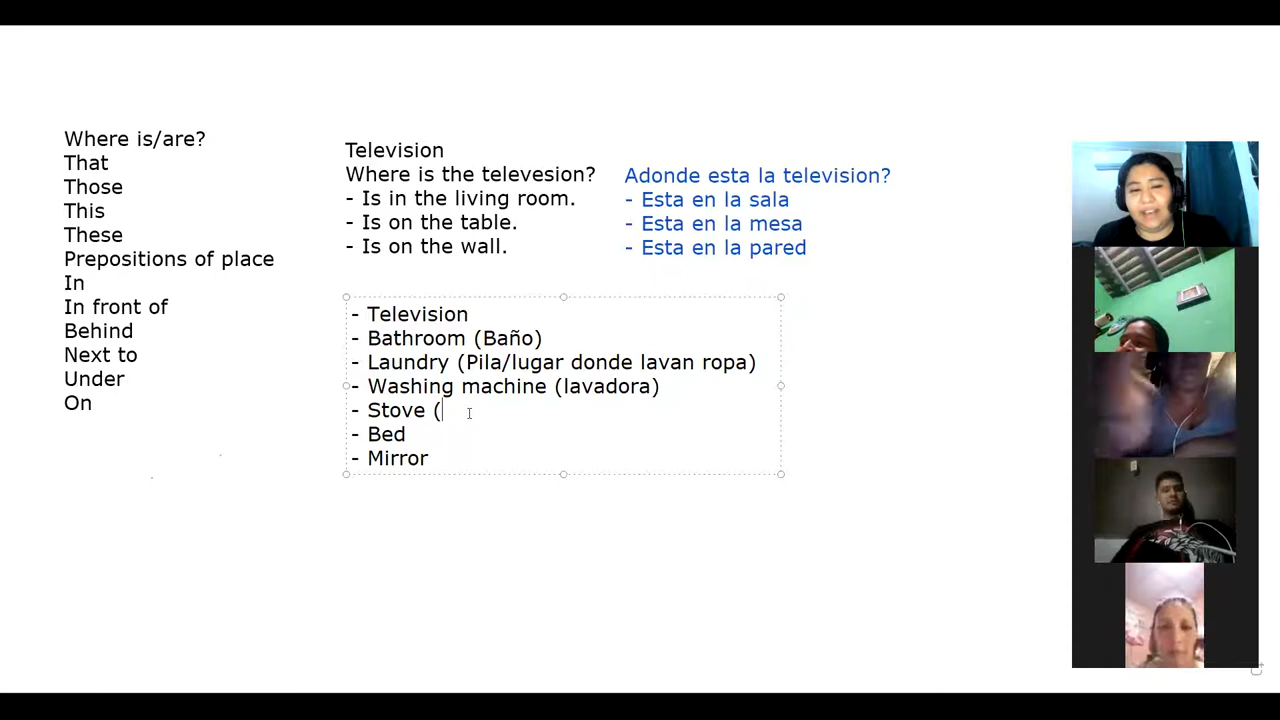 Where is/are?
That
Those
This
These
Prepositions of place
In
In front of
Behind
Next to
Under
On
Television
Where is the televesion?
- Is in the living room.
- Is on the table.
- Is on the wall.
Adonde esta la television?
- Esta en la sala
- Esta en la mesa
- Esta en la pared
- Television
- Bathroom (Baño)
- Laundry (Pila/lugar donde lavan ropa)
- Washing machine (lavadora)
- Stove (
- Bed
- Mirror